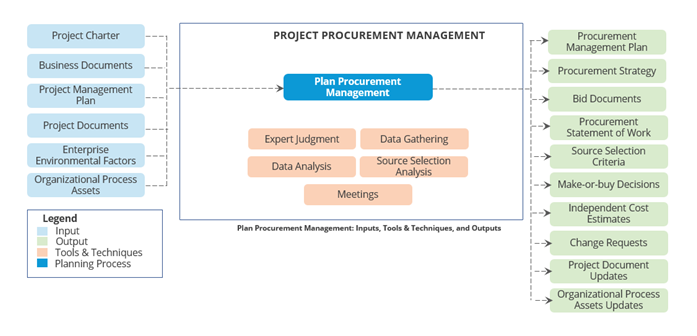 Project Charter
Business Documents
Project Management
Plan
Project Documents
Enterprise
Environmental Factors
Organizational Process
Assets
Legend
Input
Output
Tools & Techniques
Planning Process
PROJECT PROCUREMENT MANAGEMENT
Plan Procurement
Management
Expert Judgment
Data Gathering
Data Analysis
Source Selection
Analysis
Meetings
Plan Procurement Management: Inputs, Tools & Techniques, and Outputs
Procurement
Management Plan
Procurement Strategy
Bid Documents
Procurement
Statement of Work
Source Selection
Criteria
Make-or-buy Decisions
Independent Cost
Estimates
Change Requests
Project Document
Updates
Organizational Process
Assets Updates